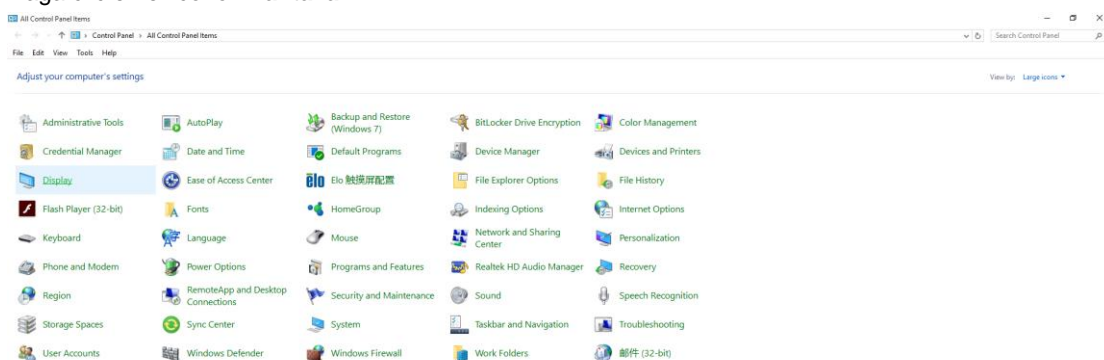 All Control Panel Items
Control Panel > All Control Panel Items
Search Control Panel
File Edit View Tools Help
Adjust your computer's settings
View by: Large icons
Administrative Tools
AutoPlay
Backup and Restore
(Windows 7)
BitLocker Drive Encryption
Color Management
Credential Manager
Date and Time
Default Programs
Device Manager
Devices and Printers
Display
Ease of Access Center
elo Elo 触摸屏配置
File Explorer Options
File History
Flash Player (32-bit)
Fonts
HomeGroup
Indexing Options
Internet Options
Keyboard
Language
Mouse
Network and Sharing
Center
Personalization
Phone and Modem
Power Options
Programs and Features
Realtek HD Audio Manager
Recovery
Region
RemoteApp and Desktop
Connections
Security and Maintenance
Sound
Speech Recognition
Storage Spaces
Sync Center
System
Taskbar and Navigation
Troubleshooting
User Accounts
Windows Defender
Windows Firewall
Work Folders
邮件 (32-bit)